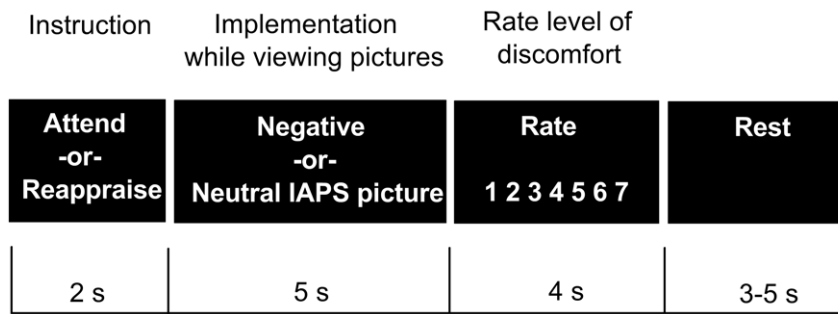 Instruction
Implementation
while viewing pictures
Rate level of
discomfort
Attend
-or-
Reappraise
Negative
-or-
Neutral IAPS picture
Rate
1 2 3 4 5 6 7
Rest
2 s
5 s
4 s
3-5 s